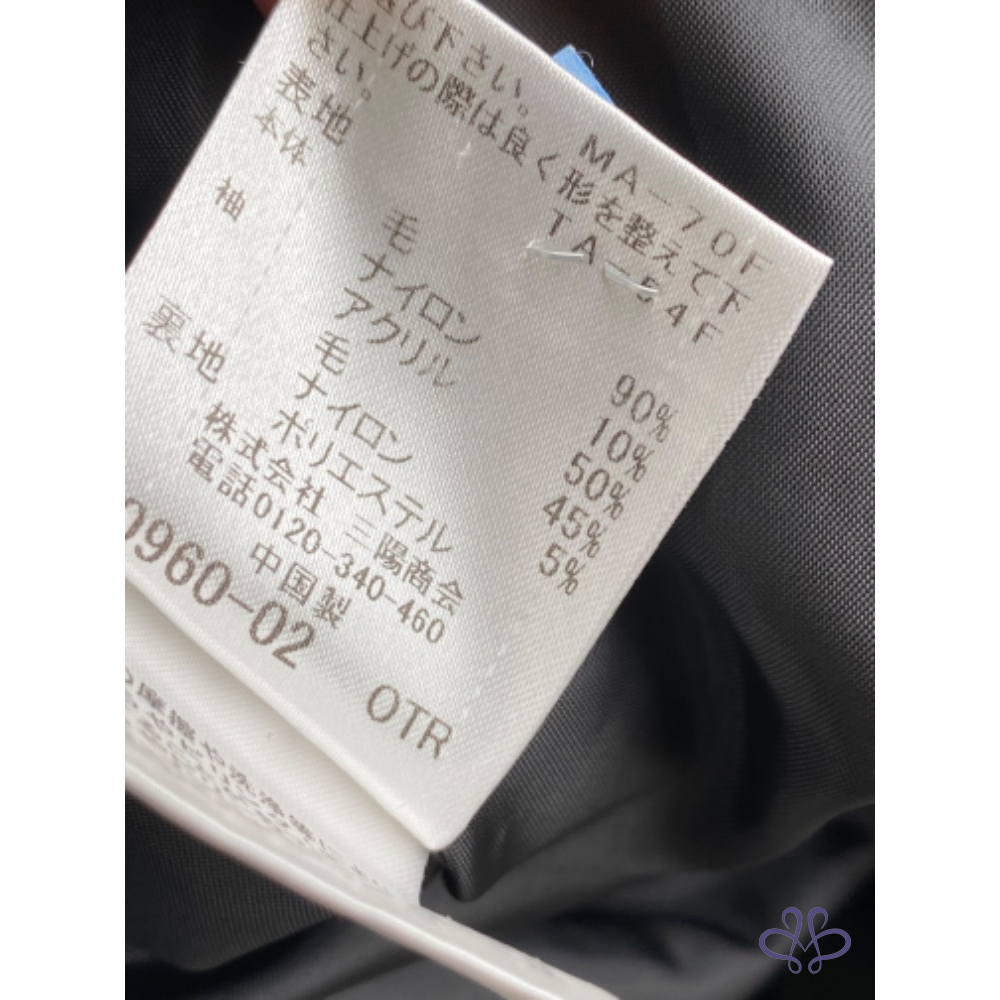 び下さい。
仕上げの際は良く形を整えて下
さい。
MA-70F
TA-54F
表地
本体 毛 90%
ナイロン 10%
袖 アクリル 50%
毛 45%
ナイロン 5%
裏地 ポリエステル
株式会社 三陽商会
電話0120-340-460
中国製
0960-02
OTR